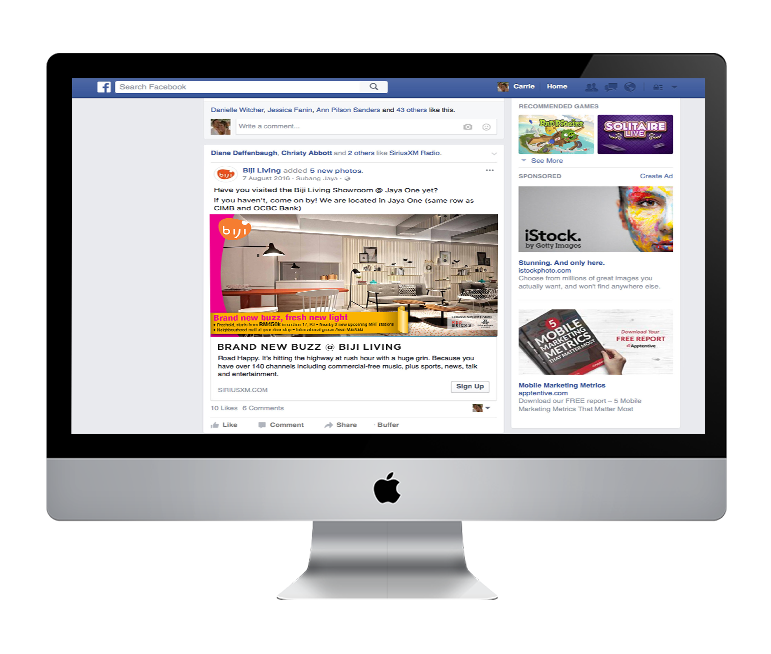 Search Facebook
Carrie Home
Danielle Witcher, Jessica Fanin, Ann Pilson Sanders and 43 others like this.
Write a comment...
Diane Deffenbaugh, Christy Abbott and 2 others like SiriusXM Radio.
Biji Living added 5 new photos.
7 August 2016 · Subang Jaya ·
Have you visited the Biji Living Showroom @ Jaya One yet?
If you haven't, come on by! We are located in Jaya One (same row as
CIMB and OCBC Bank)
biji
Brand new buzz, fresh new light
BRAND NEW BUZZ @ BIJI LIVING
Road Happy. It's hitting the highway at rush hour with a huge grin. Because you
have over 140 channels including commercial-free music, plus sports, news, talk
and entertainment.
SIRIUSXM.COM
Sign Up
10 Likes 6 Comments
Like Comment Share · Buffer
RECOMMENDED GAMES
SOLITAIRE
LIVE
See More
SPONSORED Create Ad
iStock.
by Getty Images
Stunning. And only here.
istockphoto.com
Choose from millions of great images you
actually want, and won't find anywhere else.
5
MOBILE
MARKETING
METRICS
THAT MATTER MOST
Download Your
FREE REPORT
Apptentive
Mobile Marketing Metrics
apptentive.com
Download our FREE report – 5 Mobile
Marketing Metrics That Matter Most